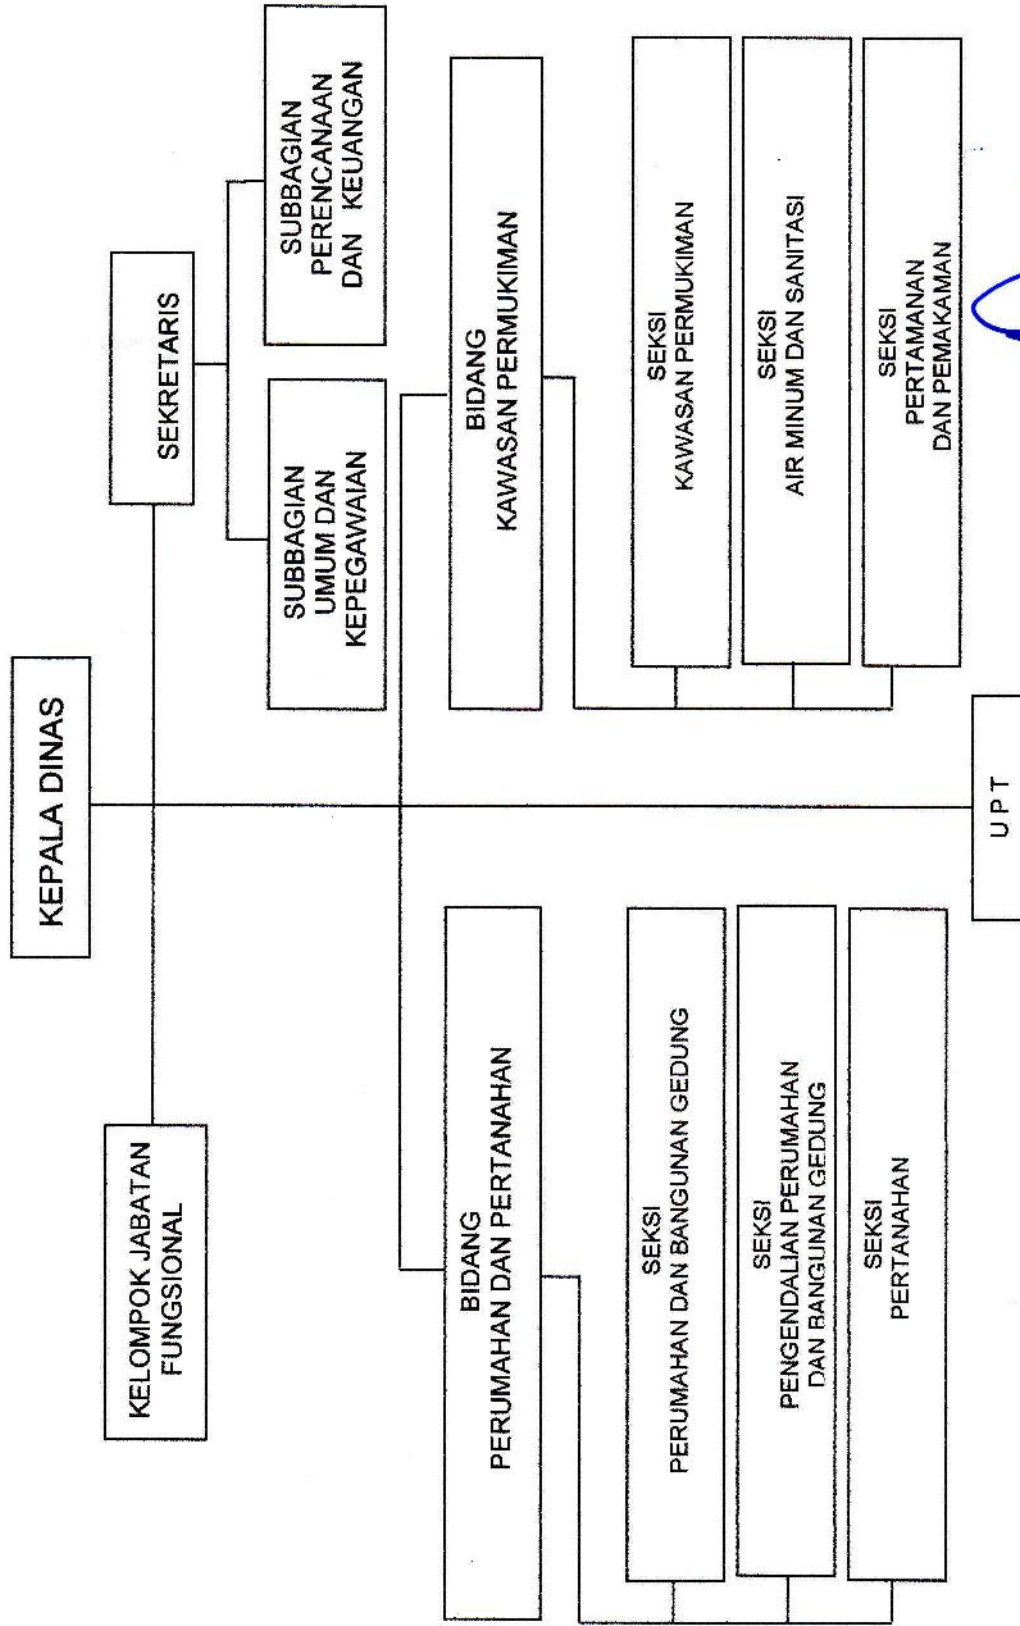 KEPALA DINAS
KELOMPOK JABATAN
FUNGSIONAL
SEKRETARIS
SUBBAGIAN
UMUM DAN
KEPEGAWAIAN
SUBBAGIAN
PERENCANAAN
DAN KEUANGAN
BIDANG
PERUMAHAN DAN PERTANAHAN
BIDANG
KAWASAN PERMUKIMAN
SEKSI
PERUMAHAN DAN BANGUNAN GEDUNG
SEKSI
PENGENDALIAN PERUMAHAN
DAN BANGUNAN GEDUNG
SEKSI
PERTANAHAN
SEKSI
KAWASAN PERMUKIMAN
SEKSI
AIR MINUM DAN SANITASI
SEKSI
PERTAMANAN
DAN PEMAKAMAN
U P T